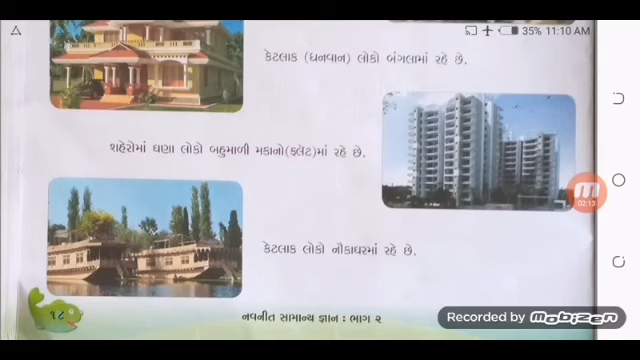 35% 11:10 AM
કેટલાક (ધનવાન) લોકો બંગલામાં રહે છે.
શહેરોમાં ઘણા લોકો બહુમાળી મકાનો(ફ્લૅટ)માં રહે છે.
02:13
કેટલાક લોકો નૌકાઘરમાં રહે છે.
૧૮
નવનીત સામાન્ય જ્ઞાન : ભાગ ૨
Recorded by Mobizen